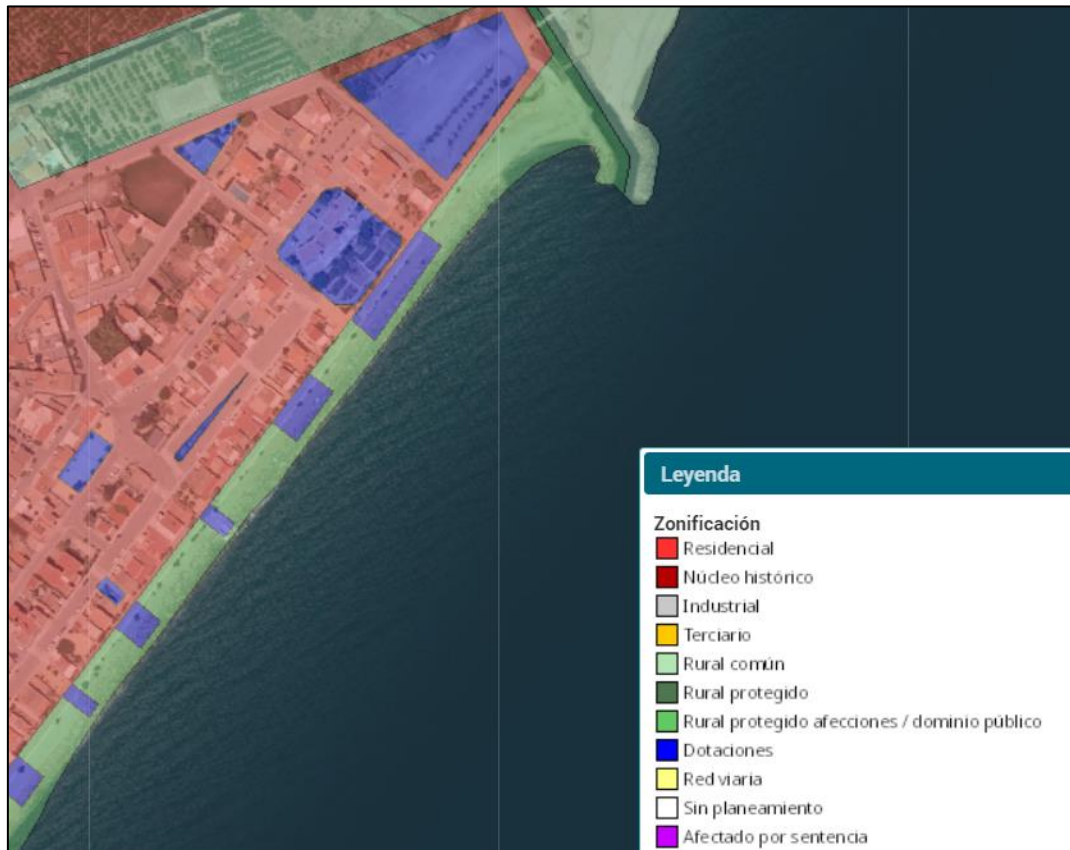 Leyenda
Zonificación
Residencial
Núcleo histórico
Industrial
Terciario
Rural común
Rural protegido
Rural protegido afecciones / dominio público
Dotaciones
Red viaria
Sin planeamiento
Afectado por sentencia